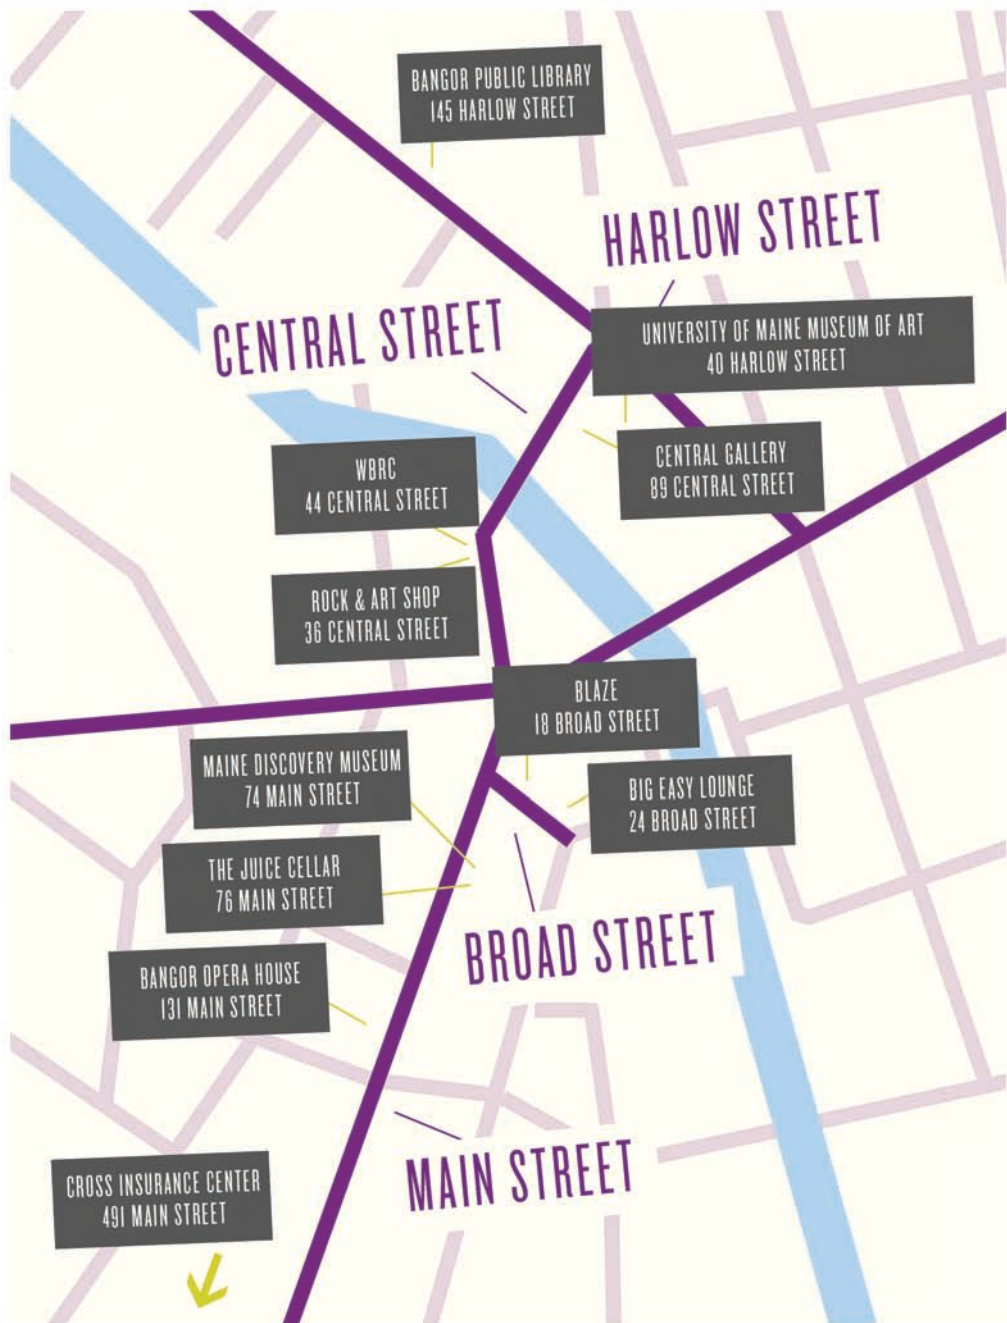 BANGOR PUBLIC LIBRARY
145 HARLOW STREET
HARLOW STREET
CENTRAL STREET
UNIVERSITY OF MAINE MUSEUM OF ART
40 HARLOW STREET
CENTRAL GALLERY
89 CENTRAL STREET
WBRC
44 CENTRAL STREET
ROCK & ART SHOP
36 CENTRAL STREET
BLAZE
18 BROAD STREET
MAINE DISCOVERY MUSEUM
74 MAIN STREET
BIG EASY LOUNGE
24 BROAD STREET
THE JUICE CELLAR
76 MAIN STREET
BROAD STREET
BANGOR OPERA HOUSE
131 MAIN STREET
MAIN STREET
CROSS INSURANCE CENTER
491 MAIN STREET